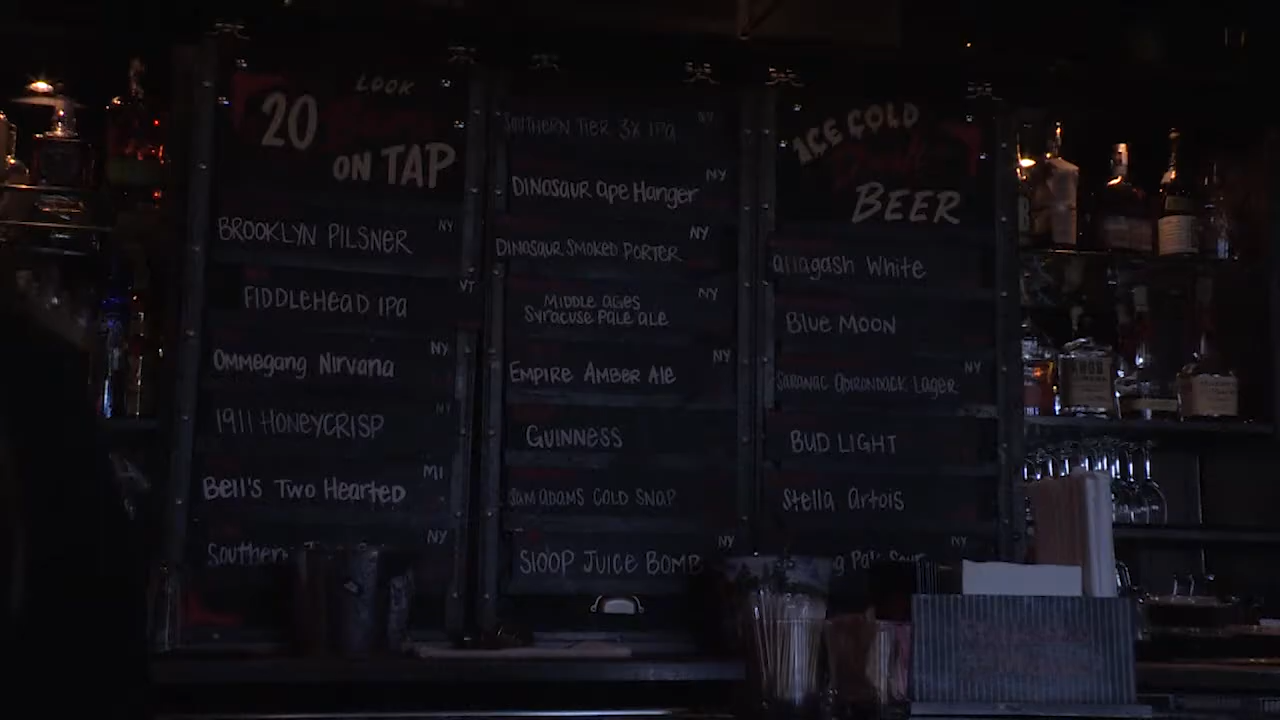 LOOK
20
ON TAP
BROOKLYN PILSNER NY
FIDDLEHEAD IPA VT
OMMEGANG NIRVANA NY
1911 HONEYCRISP NY
BELL'S TWO HEARTED MI
SOUTHERN NY
SOUTHERN TIER 3X IPA NY
DINOSAUR APE HANGER NY
DINOSAUR SMOKED PORTER NY
MIDDLE AGES NY
SYRACUSE PALE ALE
EMPIRE AMBER ALE NY
GUINNESS
SAM ADAMS COLD SNAP
SLOOP JUICE BOMB NY
ICE COLD
BEER
ALLAGASH WHITE
BLUE MOON
SARANAC ADIRONDACK LAGER NY
BUD LIGHT
STELLA ARTOIS
NY